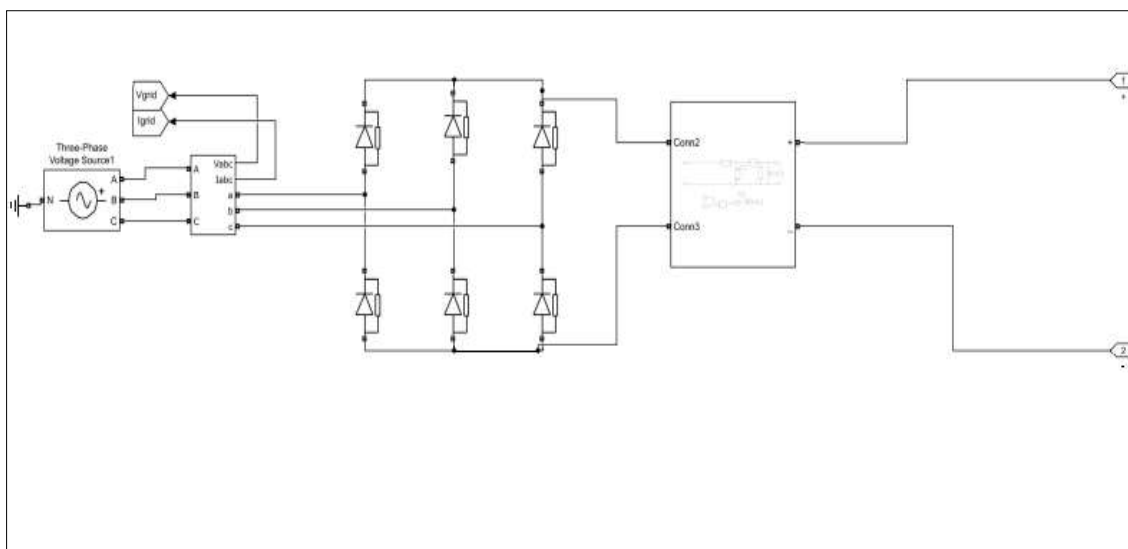 Vgrid
Igrid
Three-Phase
Voltage Source1
N
A
B
C
+
A
B
C
Vabc
Iabc
a
b
c
Conn2
Conn3
+
-
1
+
2
-